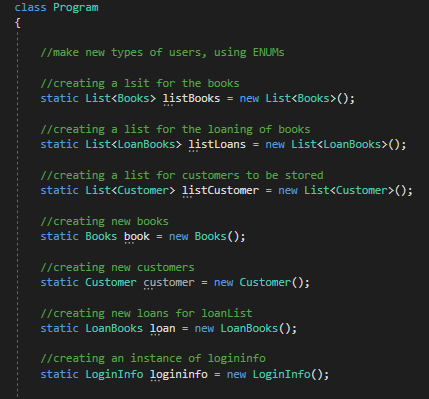 class Program
{
//make new types of users, using ENUMs
//creating a lsit for the books
static List<Books> listBooks = new List<Books>();
//creating a list for the loaning of books
static List<LoanBooks> listLoans = new List<LoanBooks>();
//creating a list for customers to be stored
static List<Customer> listCustomer = new List<Customer>();
//creating new books
static Books book = new Books();
//creating new customers
static Customer customer = new Customer();
//creating new loans for loanList
static LoanBooks loan = new LoanBooks();
//creating an instance of logininfo
static LoginInfo logininfo = new LoginInfo();